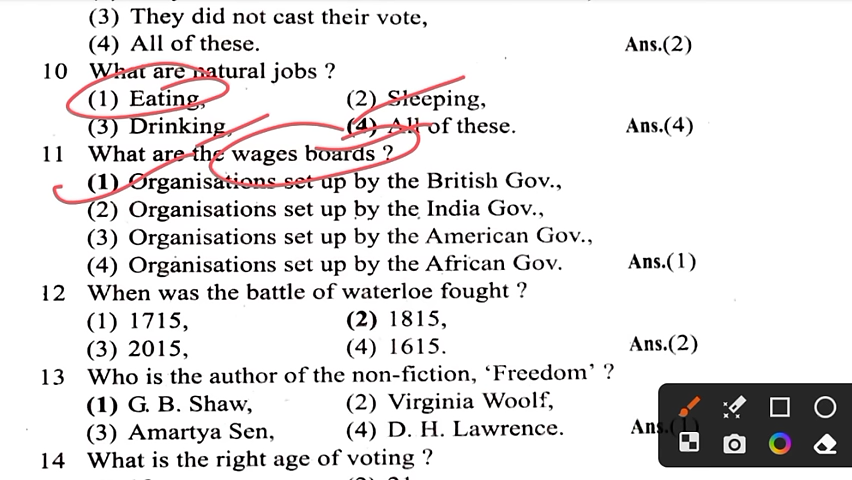 (3) They did not cast their vote,
(4) All of these. Ans.(2)
10 What are natural jobs ?
(1) Eating, (2) Sleeping,
(3) Drinking, (4) All of these. Ans.(4)
11 What are the wages boards ?
(1) Organisations set up by the British Gov.,
(2) Organisations set up by the India Gov.,
(3) Organisations set up by the American Gov.,
(4) Organisations set up by the African Gov. Ans.(1)
12 When was the battle of waterloe fought ?
(1) 1715, (2) 1815,
(3) 2015, (4) 1615. Ans.(2)
13 Who is the author of the non-fiction, ‘Freedom’ ?
(1) G. B. Shaw, (2) Virginia Woolf,
(3) Amartya Sen, (4) D. H. Lawrence. Ans.(1)
14 What is the right age of voting ?